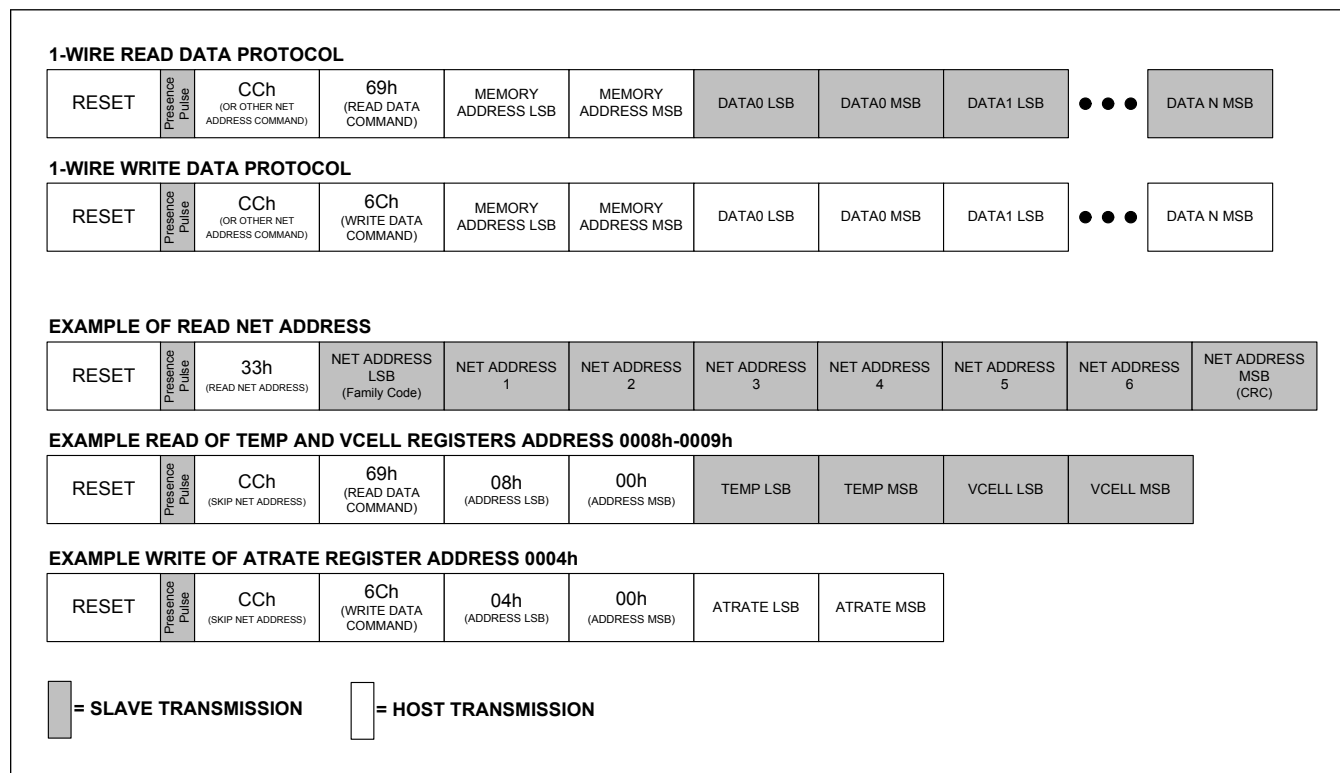 1-WIRE READ DATA PROTOCOL
RESET
Presence
Pulse
CCh
(OR OTHER NET
ADDRESS COMMAND)
69h
(READ DATA
COMMAND)
MEMORY
ADDRESS LSB
MEMORY
ADDRESS MSB
DATA0 LSB
DATA0 MSB
DATA1 LSB
DATA N MSB
1-WIRE WRITE DATA PROTOCOL
RESET
Presence
Pulse
CCh
(OR OTHER NET
ADDRESS COMMAND)
6Ch
(WRITE DATA
COMMAND)
MEMORY
ADDRESS LSB
MEMORY
ADDRESS MSB
DATA0 LSB
DATA0 MSB
DATA1 LSB
DATA N MSB
EXAMPLE OF READ NET ADDRESS
RESET
Presence
Pulse
33h
(READ NET ADDRESS)
NET ADDRESS
LSB
(Family Code)
NET ADDRESS
1
NET ADDRESS
2
NET ADDRESS
3
NET ADDRESS
4
NET ADDRESS
5
NET ADDRESS
6
NET ADDRESS
MSB
(CRC)
EXAMPLE READ OF TEMP AND VCELL REGISTERS ADDRESS 0008h-0009h
RESET
Presence
Pulse
CCh
(SKIP NET ADDRESS)
69h
(READ DATA
COMMAND)
08h
(ADDRESS LSB)
00h
(ADDRESS MSB)
TEMP LSB
TEMP MSB
VCELL LSB
VCELL MSB
EXAMPLE WRITE OF ATRATE REGISTER ADDRESS 0004h
RESET
Presence
Pulse
CCh
(SKIP NET ADDRESS)
6Ch
(WRITE DATA
COMMAND)
04h
(ADDRESS LSB)
00h
(ADDRESS MSB)
ATRATE LSB
ATRATE MSB
= SLAVE TRANSMISSION
= HOST TRANSMISSION